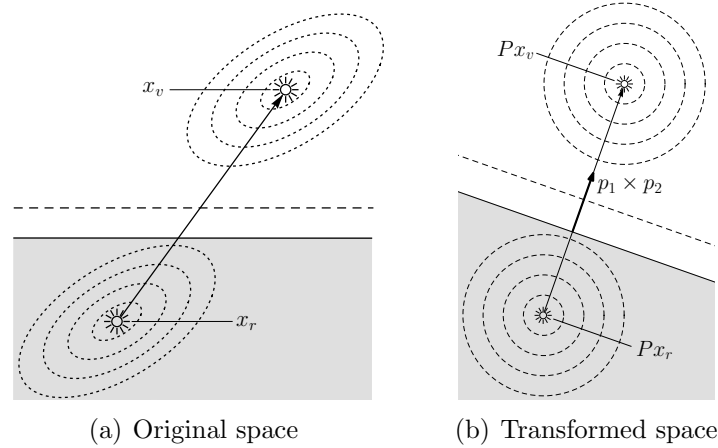 x_v
x_r
(a) Original space
Px_v
p_1 × p_2
Px_r
(b) Transformed space